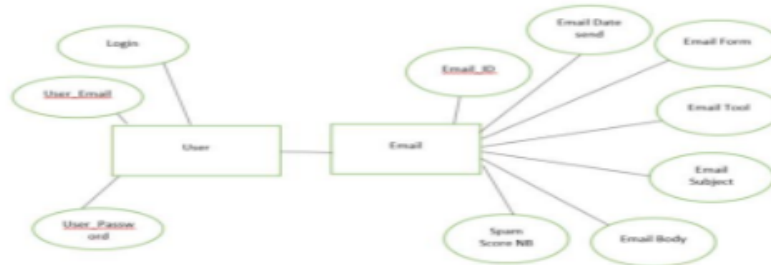 Email Date
send
Login
Email Form
Email_ID
User_Email
Email Tool
User
Email
Email
Subject
User_Passw
ord
Spam
Score NB
Email Body